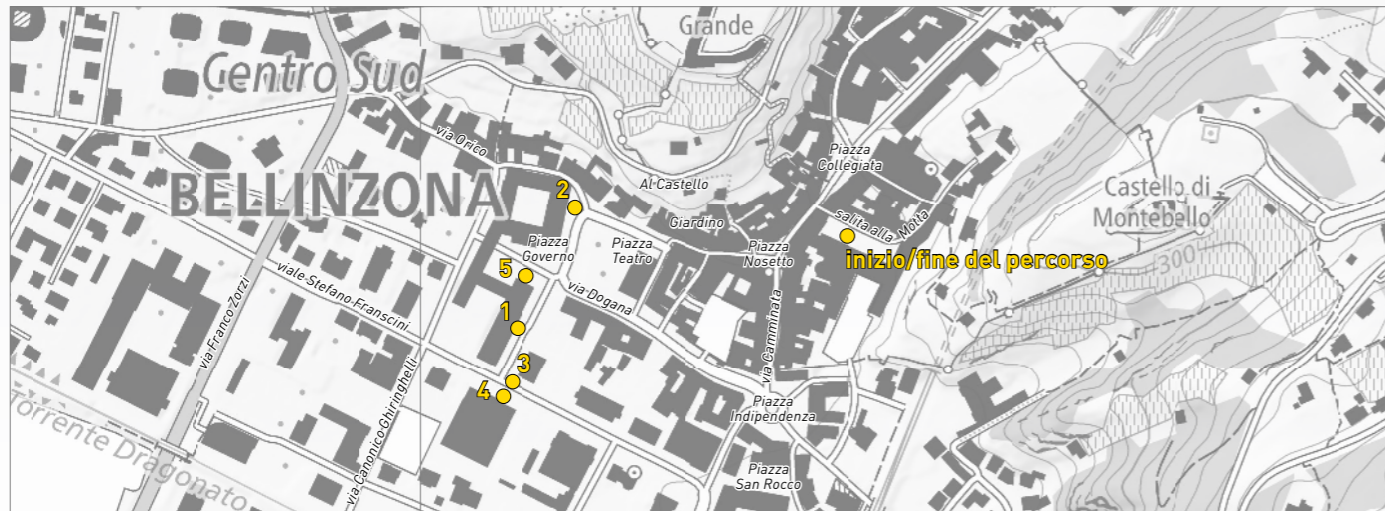 Grande
Centro Sud
via Orico
Piazza
Collegiata
BELLINZONA
2
Al Castello
Castello di
Montebello
Giardino
salita alla Motta
Piazza
Governo
Piazza
Teatro
Piazza
Nosetto
inizio/fine del percorso
300
5
viale Stefano Franscini
via Dogana
via Franco Zorzi
1
via Camminata
3
4
via Canonico Ghiringhelli
Piazza
Indipendenza
Torrente Dragonato
Piazza
San Rocco